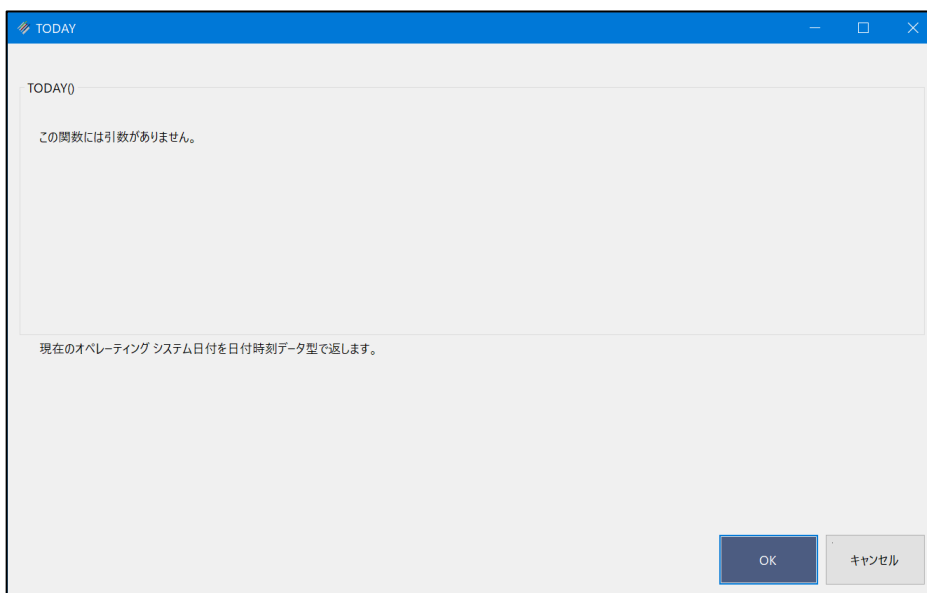 TODAY
TODAY()
この関数には引数がありません。
現在のオペレーティング システム日付を日付時刻データ型で返します。
OK
キャンセル